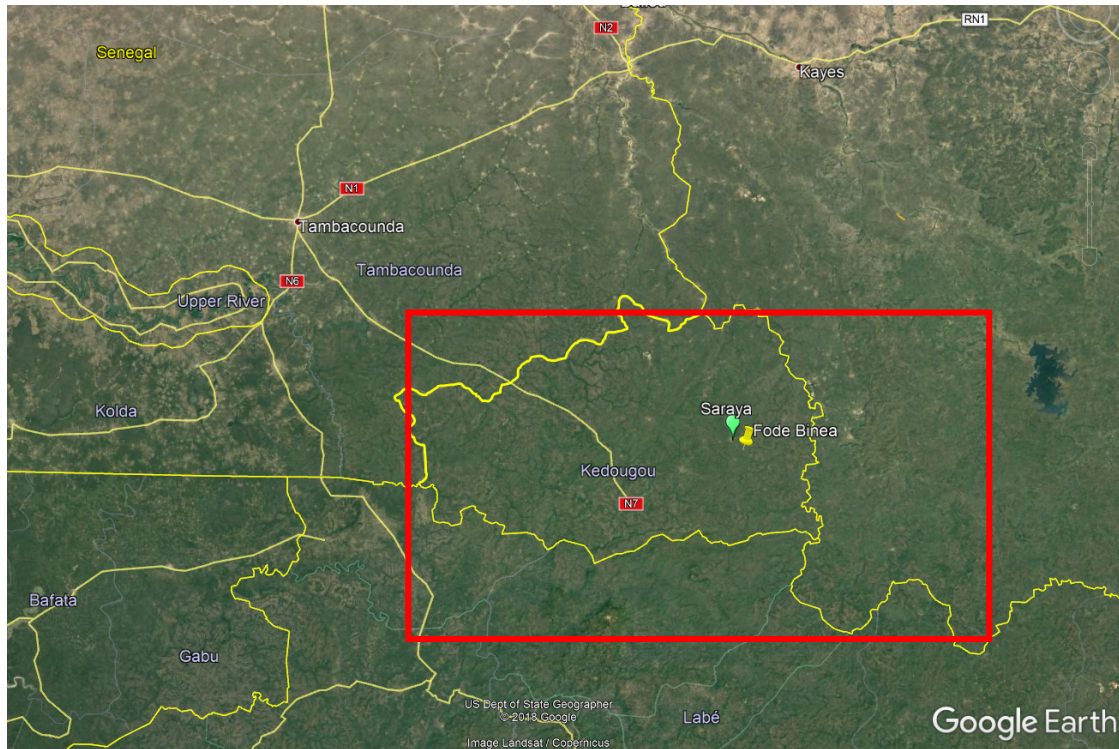 N2
RN1
Senegal
Kayes
N1
Tambacounda
Tambacounda
N6
Upper River
Kolda
Saraya
Fode Binea
Kedougou
N7
Bafata
Gabu
US Dept of State Geographer
© 2018 Google
Labé
Image Landsat / Copernicus
Google Earth